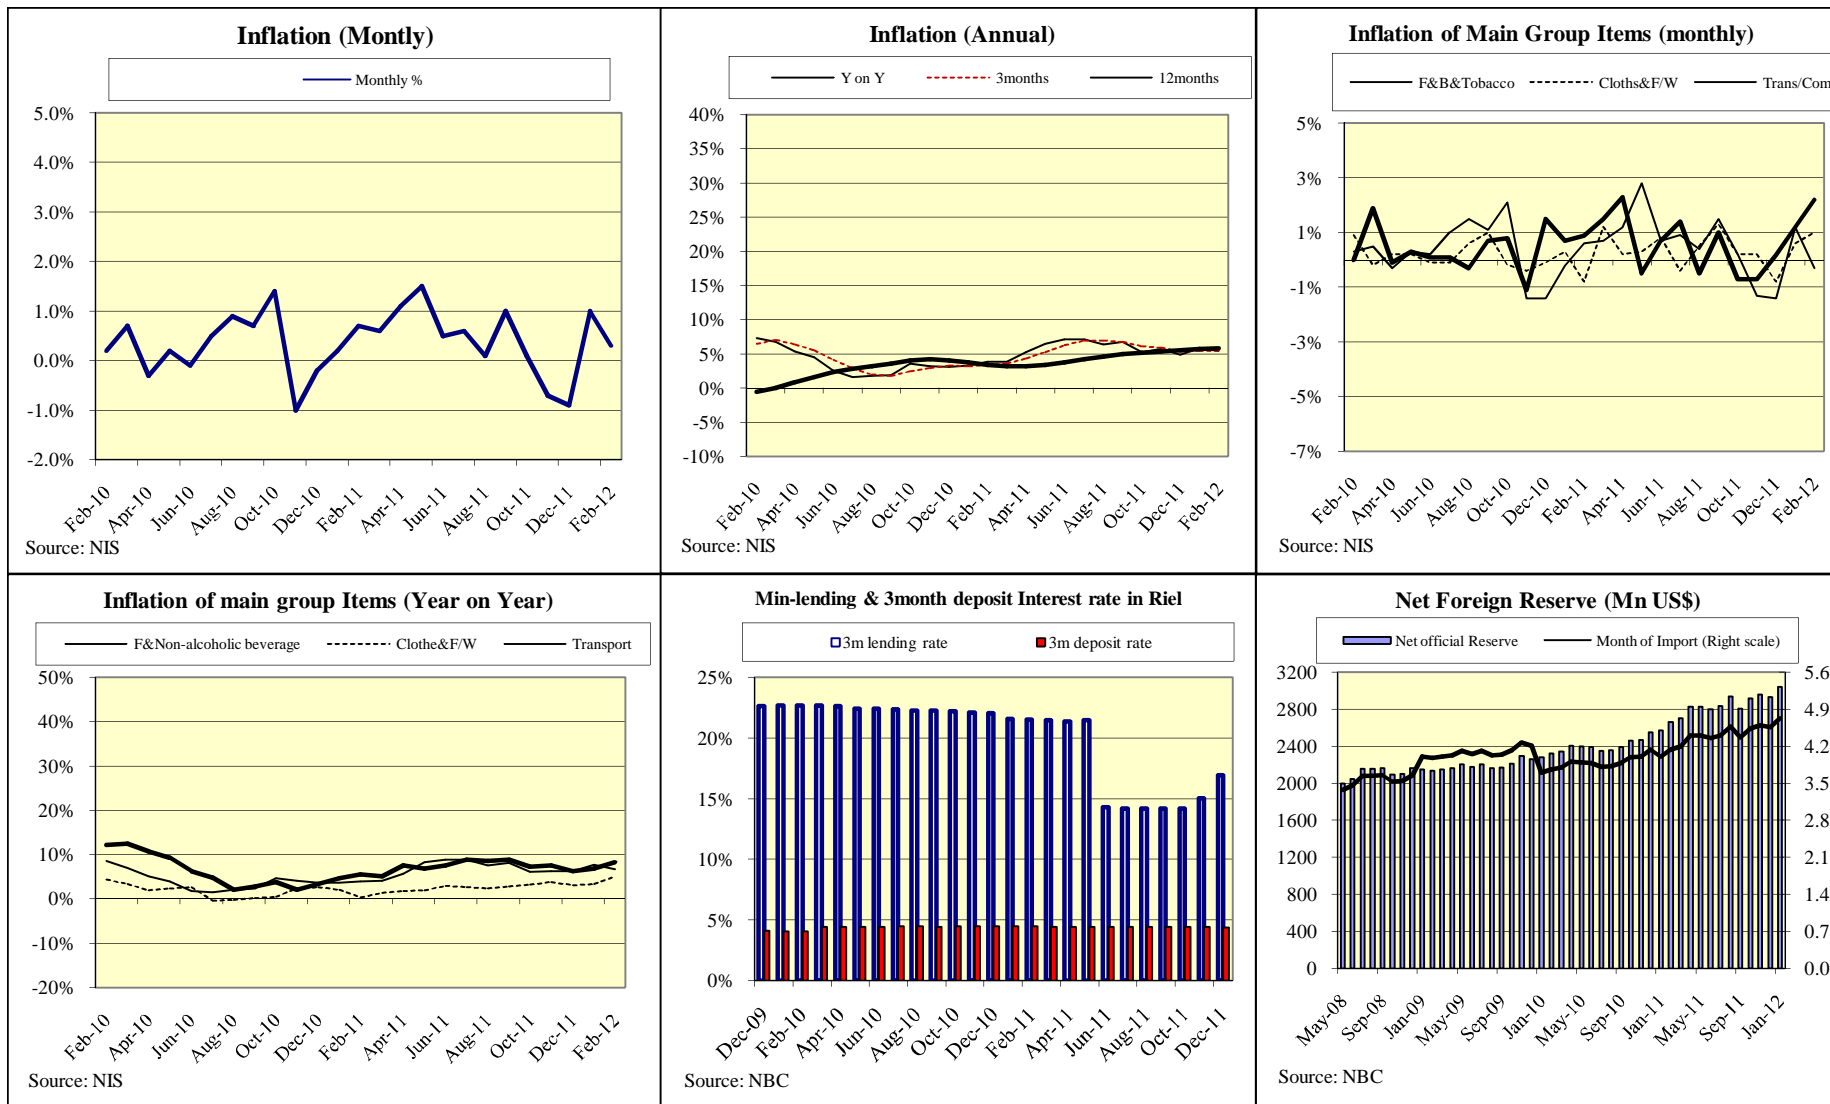 Inflation (Montly)
Monthly %
5.0%
4.0%
3.0%
2.0%
1.0%
0.0%
-1.0%
-2.0%
Feb-10 Apr-10 Jun-10 Aug-10 Oct-10 Dec-10 Feb-11 Apr-11 Jun-11 Aug-11 Oct-11 Dec-11 Feb-12
Source: NIS
Inflation (Annual)
Y on Y 3months 12months
40%
35%
30%
25%
20%
15%
10%
5%
0%
-5%
-10%
Feb-10 Apr-10 Jun-10 Aug-10 Oct-10 Dec-10 Feb-11 Apr-11 Jun-11 Aug-11 Oct-11 Dec-11 Feb-12
Source: NIS
Inflation of Main Group Items (monthly)
F&B&Tobacco Cloths&F/W Trans/Com
5%
3%
1%
-1%
-3%
-5%
-7%
Feb-10 Apr-10 Jun-10 Aug-10 Oct-10 Dec-10 Feb-11 Apr-11 Jun-11 Aug-11 Oct-11 Dec-11 Feb-12
Source: NIS
Inflation of main group Items (Year on Year)
F&Non-alcoholic beverage Clothe&F/W Transport
50%
40%
30%
20%
10%
0%
-10%
-20%
Feb-10 Apr-10 Jun-10 Aug-10 Oct-10 Dec-10 Feb-11 Apr-11 Jun-11 Aug-11 Oct-11 Dec-11 Feb-12
Source: NIS
Min-lending & 3month deposit Interest rate in Riel
3m lending rate 3m deposit rate
25%
20%
15%
10%
5%
0%
Dec-09 Feb-10 Apr-10 Jun-10 Aug-10 Oct-10 Dec-10 Feb-11 Apr-11 Jun-11 Aug-11 Oct-11 Dec-11
Source: NBC
Net Foreign Reserve (Mn US$)
Net official Reserve Month of Import (Right scale)
3200 5.6
2800 4.9
2400 4.2
2000 3.5
1600 2.8
1200 2.1
800 1.4
400 0.7
0 0.0
May-08 Sep-08 Jan-09 May-09 Sep-09 Jan-10 May-10 Sep-10 Jan-11 May-11 Sep-11 Jan-12
Source: NBC